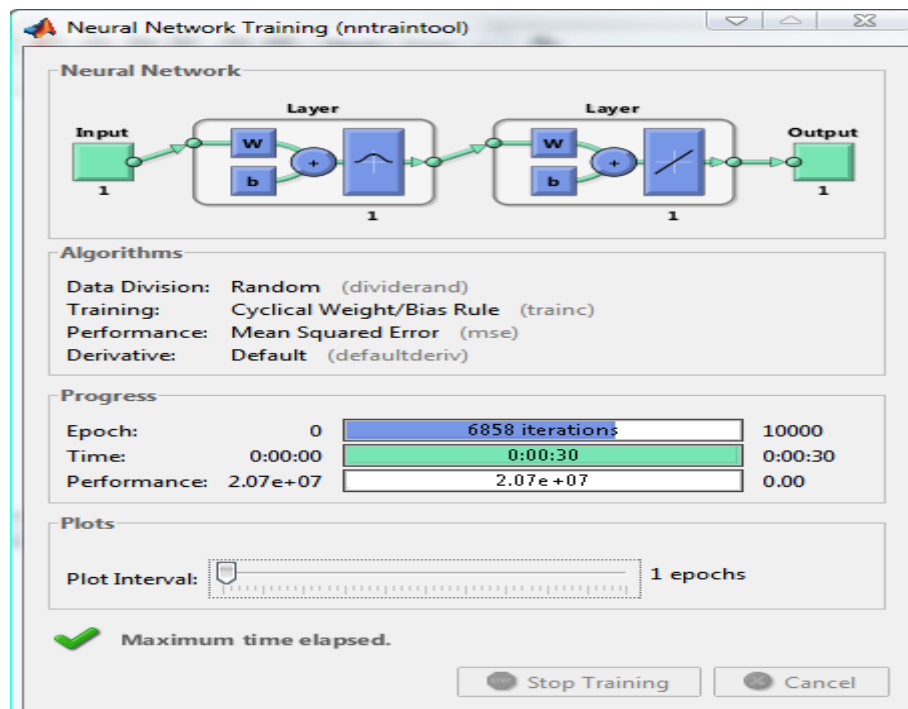 Neural Network Training (nntraintool)
Neural Network
Layer Layer
Input Output
W W
+ +
b b
1 1
1 1
Algorithms
Data Division: Random (dividerand)
Training: Cyclical Weight/Bias Rule (trainc)
Performance: Mean Squared Error (mse)
Derivative: Default (defaultderiv)
Progress
Epoch: 0 6858 iterations 10000
Time: 0:00:00 0:00:30 0:00:30
Performance: 2.07e+07 2.07e+07 0.00
Plots
Plot Interval: 1 epochs
Maximum time elapsed.
Stop Training Cancel